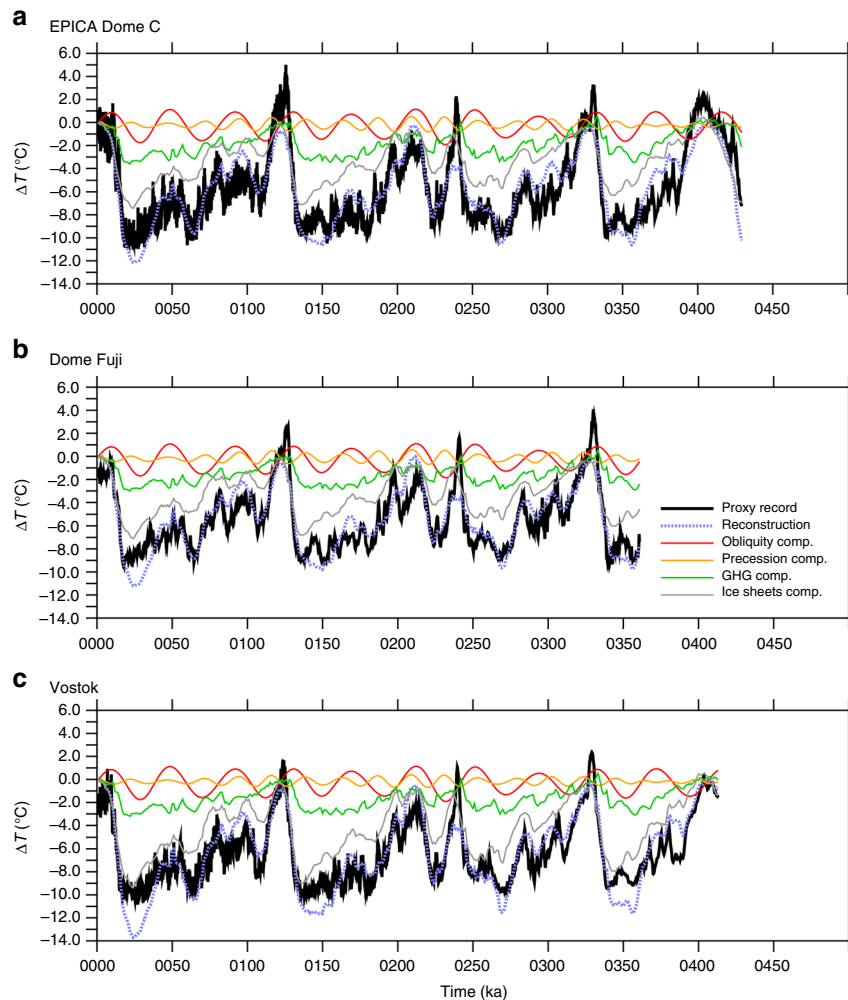 a
EPICA Dome C
6.0
4.0
2.0
0.0
−2.0
−4.0
−6.0
−8.0
−10.0
−12.0
−14.0
ΔT (°C)
0000 0050 0100 0150 0200 0250 0300 0350 0400 0450
b
Dome Fuji
6.0
4.0
2.0
0.0
−2.0
−4.0
−6.0
−8.0
−10.0
−12.0
−14.0
ΔT (°C)
Proxy record
Reconstruction
Obliquity comp.
Precession comp.
GHG comp.
Ice sheets comp.
0000 0050 0100 0150 0200 0250 0300 0350 0400 0450
c
Vostok
6.0
4.0
2.0
0.0
−2.0
−4.0
−6.0
−8.0
−10.0
−12.0
−14.0
ΔT (°C)
0000 0050 0100 0150 0200 0250 0300 0350 0400 0450
Time (ka)